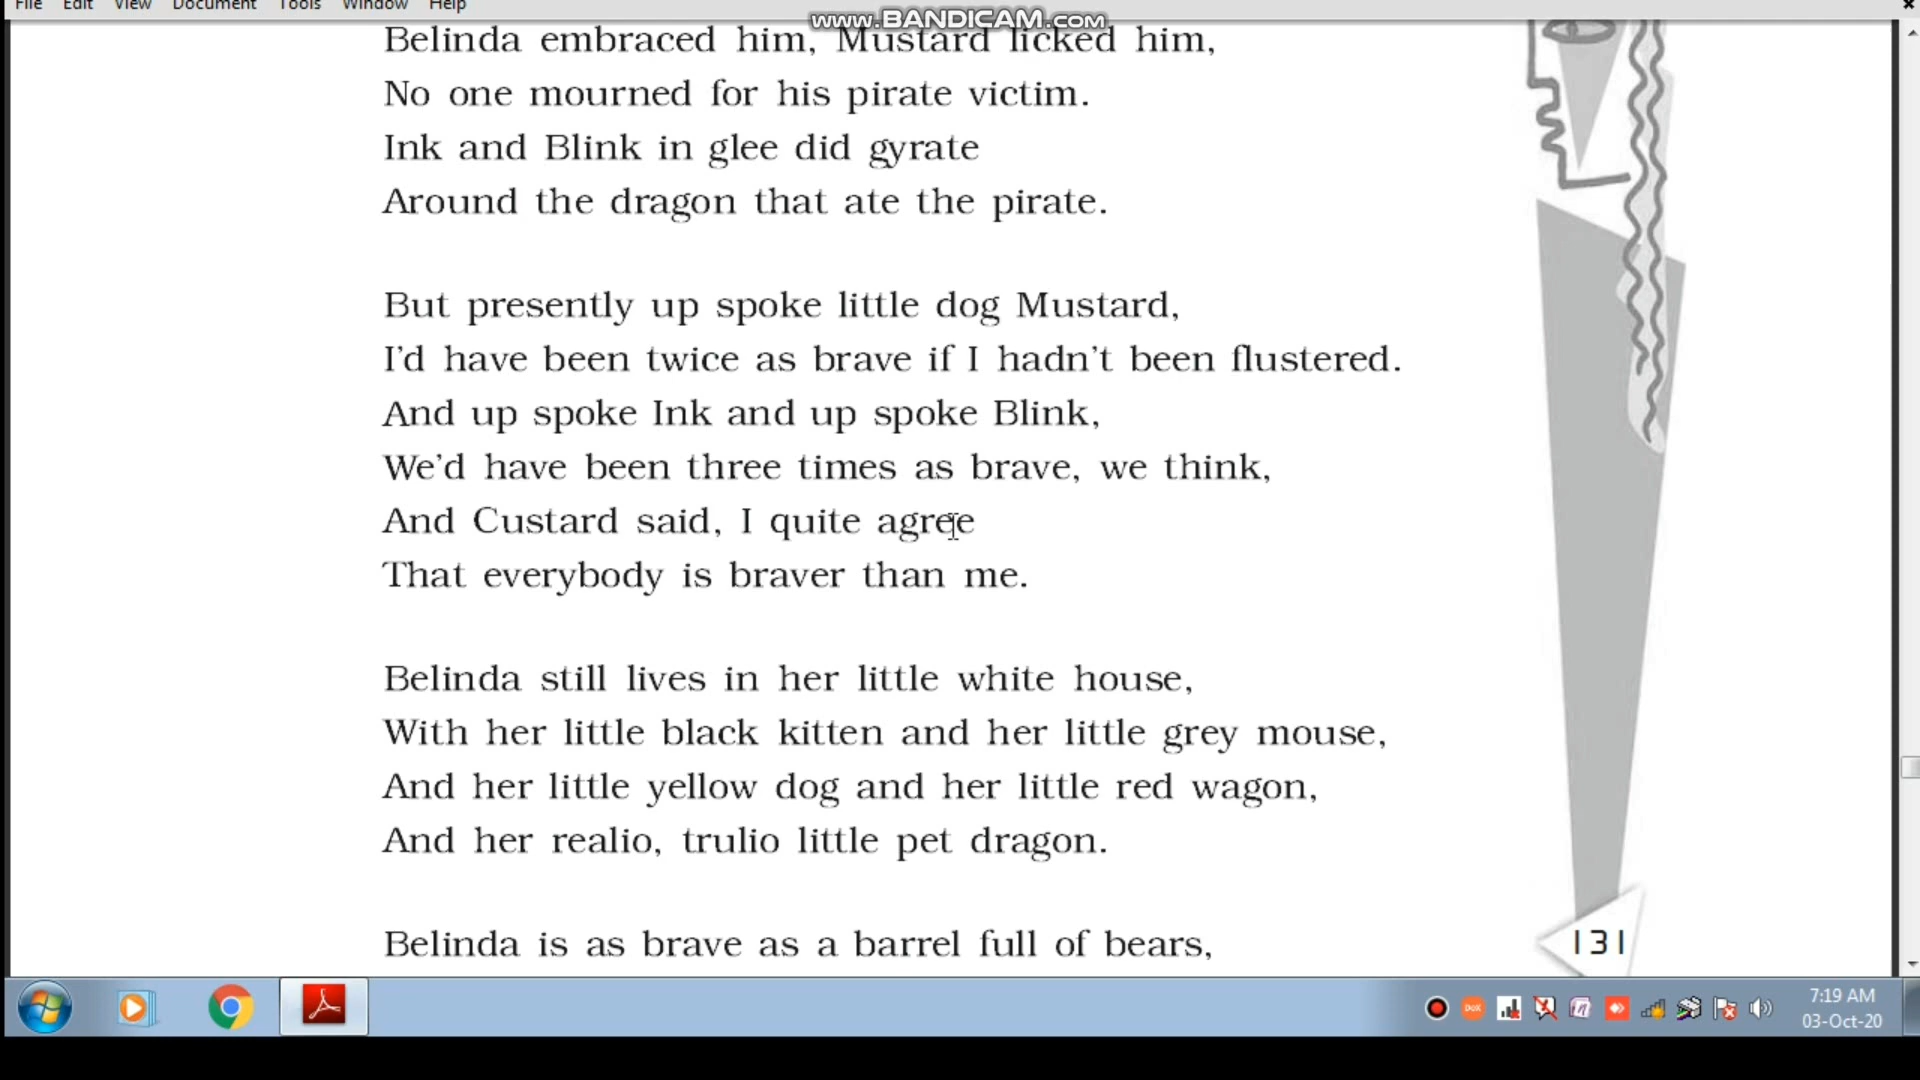 File Edit View Document Tools Window Help
www.BANDICAM.com
Belinda embraced him, Mustard licked him,
No one mourned for his pirate victim.
Ink and Blink in glee did gyrate
Around the dragon that ate the pirate.
But presently up spoke little dog Mustard,
I'd have been twice as brave if I hadn't been flustered.
And up spoke Ink and up spoke Blink,
We'd have been three times as brave, we think,
And Custard said, I quite agree
That everybody is braver than me.
Belinda still lives in her little white house,
With her little black kitten and her little grey mouse,
And her little yellow dog and her little red wagon,
And her realio, trulio little pet dragon.
Belinda is as brave as a barrel full of bears,
131
7:19 AM
03-Oct-20